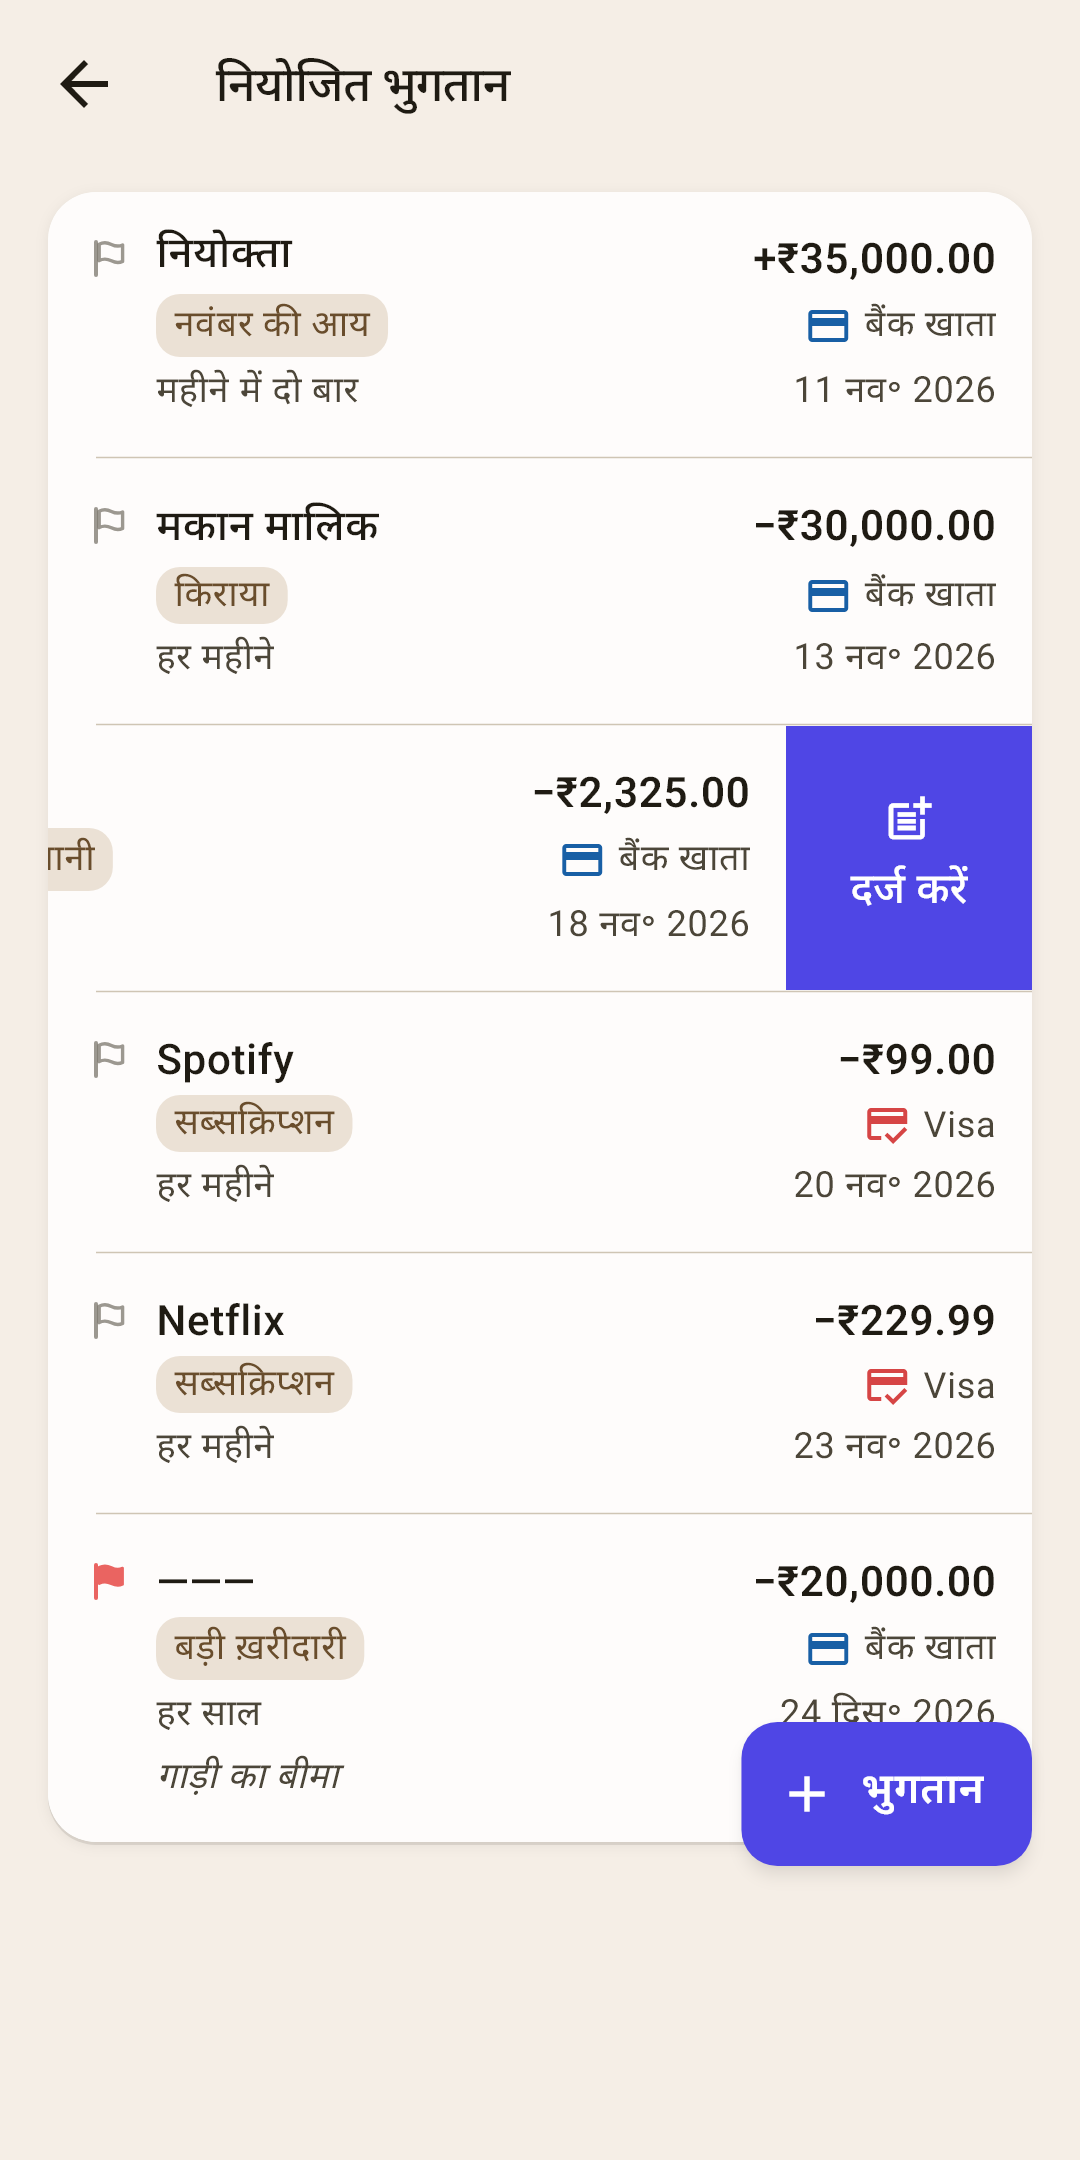 नियोजित भुगतान
नियोक्ता
+₹35,000.00
नवंबर की आय
बैंक खाता
महीने में दो बार
11 नव॰ 2026
मकान मालिक
−₹30,000.00
किराया
बैंक खाता
हर महीने
13 नव॰ 2026
−₹2,325.00
बैंक खाता
18 नव॰ 2026
दर्ज करें
Spotify
−₹99.00
सब्सक्रिप्शन
Visa
हर महीने
20 नव॰ 2026
Netflix
−₹229.99
सब्सक्रिप्शन
Visa
हर महीने
23 नव॰ 2026
———
−₹20,000.00
बड़ी ख़रीदारी
बैंक खाता
हर साल
24 दिस॰ 2026
गाड़ी का बीमा
+ भुगतान